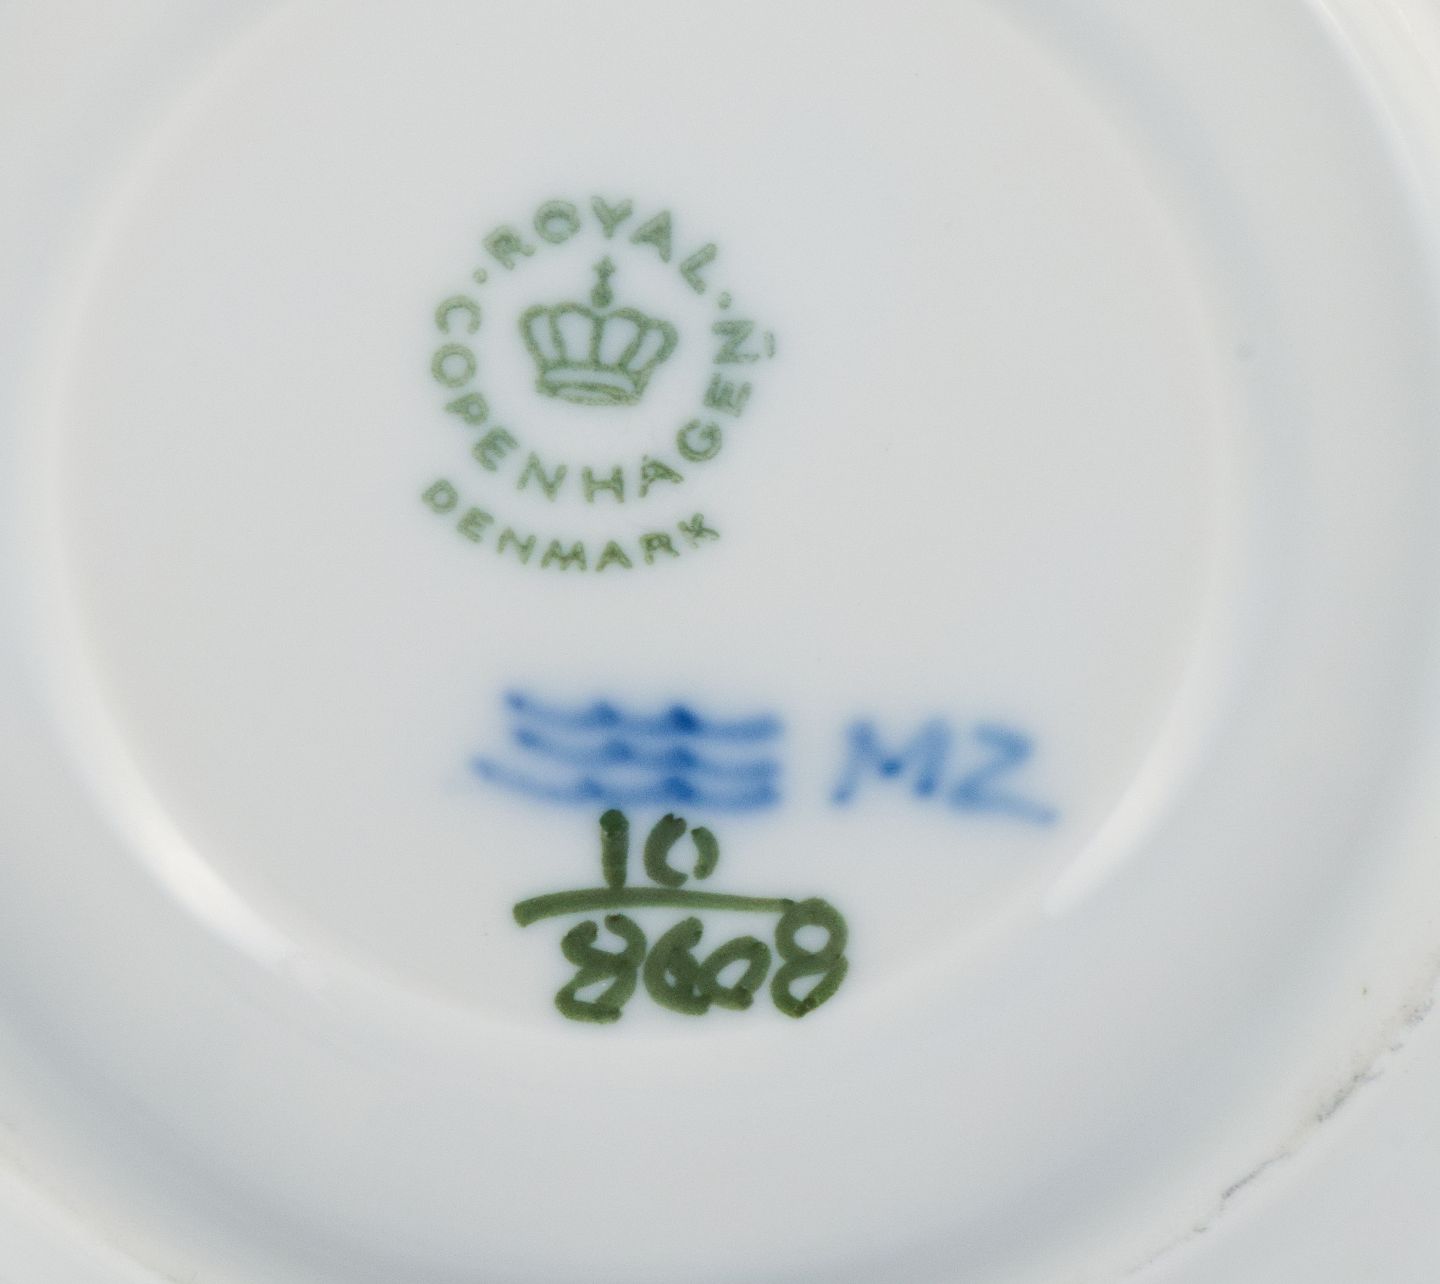 · ROYAL ·
COPENHAGEN
DENMARK
MZ
10
8608